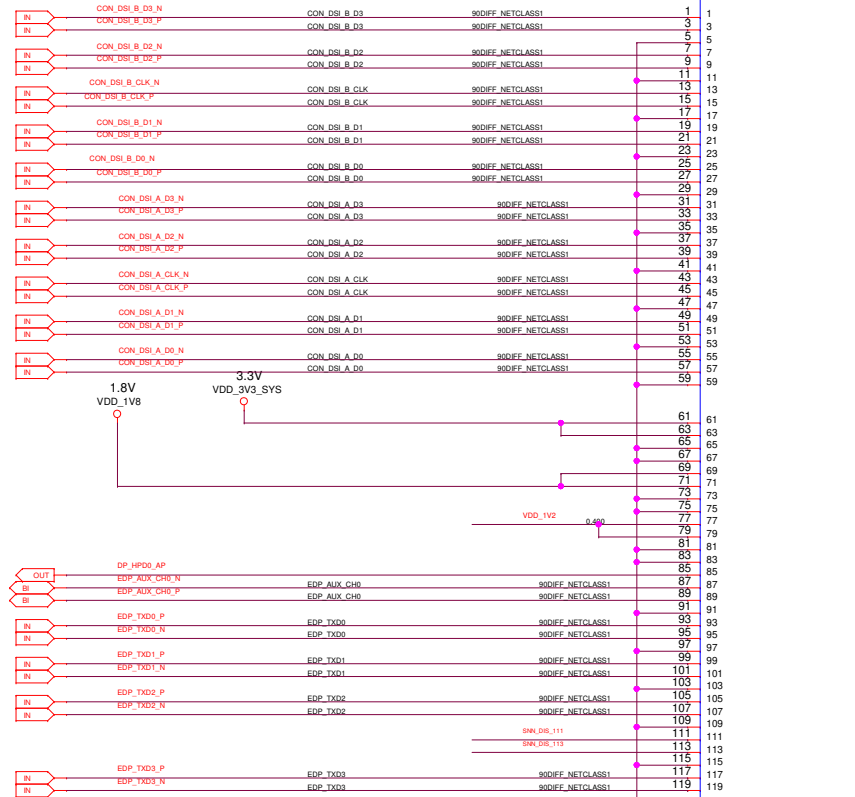 IN CON_DSI_B_D3_N CON_DSI_B_D3 90DIFF_NETCLASS1 1 1
IN CON_DSI_B_D3_P CON_DSI_B_D3 90DIFF_NETCLASS1 3 3
5 5
IN CON_DSI_B_D2_N CON_DSI_B_D2 90DIFF_NETCLASS1 7 7
IN CON_DSI_B_D2_P CON_DSI_B_D2 90DIFF_NETCLASS1 9 9
11 11
IN CON_DSI_B_CLK_N CON_DSI_B_CLK 90DIFF_NETCLASS1 13 13
IN CON_DSI_B_CLK_P CON_DSI_B_CLK 90DIFF_NETCLASS1 15 15
17 17
IN CON_DSI_B_D1_N CON_DSI_B_D1 90DIFF_NETCLASS1 19 19
IN CON_DSI_B_D1_P CON_DSI_B_D1 90DIFF_NETCLASS1 21 21
23 23
IN CON_DSI_B_D0_N CON_DSI_B_D0 90DIFF_NETCLASS1 25 25
IN CON_DSI_B_D0_P CON_DSI_B_D0 90DIFF_NETCLASS1 27 27
29 29
IN CON_DSI_A_D3_N CON_DSI_A_D3 90DIFF_NETCLASS1 31 31
IN CON_DSI_A_D3_P CON_DSI_A_D3 90DIFF_NETCLASS1 33 33
35 35
IN CON_DSI_A_D2_N CON_DSI_A_D2 90DIFF_NETCLASS1 37 37
IN CON_DSI_A_D2_P CON_DSI_A_D2 90DIFF_NETCLASS1 39 39
41 41
IN CON_DSI_A_CLK_N CON_DSI_A_CLK 90DIFF_NETCLASS1 43 43
IN CON_DSI_A_CLK_P CON_DSI_A_CLK 90DIFF_NETCLASS1 45 45
47 47
IN CON_DSI_A_D1_N CON_DSI_A_D1 90DIFF_NETCLASS1 49 49
IN CON_DSI_A_D1_P CON_DSI_A_D1 90DIFF_NETCLASS1 51 51
53 53
IN CON_DSI_A_D0_N CON_DSI_A_D0 90DIFF_NETCLASS1 55 55
IN CON_DSI_A_D0_P CON_DSI_A_D0 90DIFF_NETCLASS1 57 57
3.3V 59 59
1.8V VDD_3V3_SYS
VDD_1V8
61 61
63 63
65 65
67 67
69 69
71 71
73 73
75 75
VDD_1V2 0.400 77 77
79 79
81 81
83 83
OUT DP_HPD0_AP 85 85
BI EDP_AUX_CH0_N EDP_AUX_CH0 90DIFF_NETCLASS1 87 87
BI EDP_AUX_CH0_P EDP_AUX_CH0 90DIFF_NETCLASS1 89 89
91 91
IN EDP_TXD0_P EDP_TXD0 90DIFF_NETCLASS1 93 93
IN EDP_TXD0_N EDP_TXD0 90DIFF_NETCLASS1 95 95
97 97
IN EDP_TXD1_P EDP_TXD1 90DIFF_NETCLASS1 99 99
IN EDP_TXD1_N EDP_TXD1 90DIFF_NETCLASS1 101 101
103 103
IN EDP_TXD2_P EDP_TXD2 90DIFF_NETCLASS1 105 105
IN EDP_TXD2_N EDP_TXD2 90DIFF_NETCLASS1 107 107
109 109
SNN_DIS_111 111 111
SNN_DIS_113 113 113
115 115
IN EDP_TXD3_P EDP_TXD3 90DIFF_NETCLASS1 117 117
IN EDP_TXD3_N EDP_TXD3 90DIFF_NETCLASS1 119 119